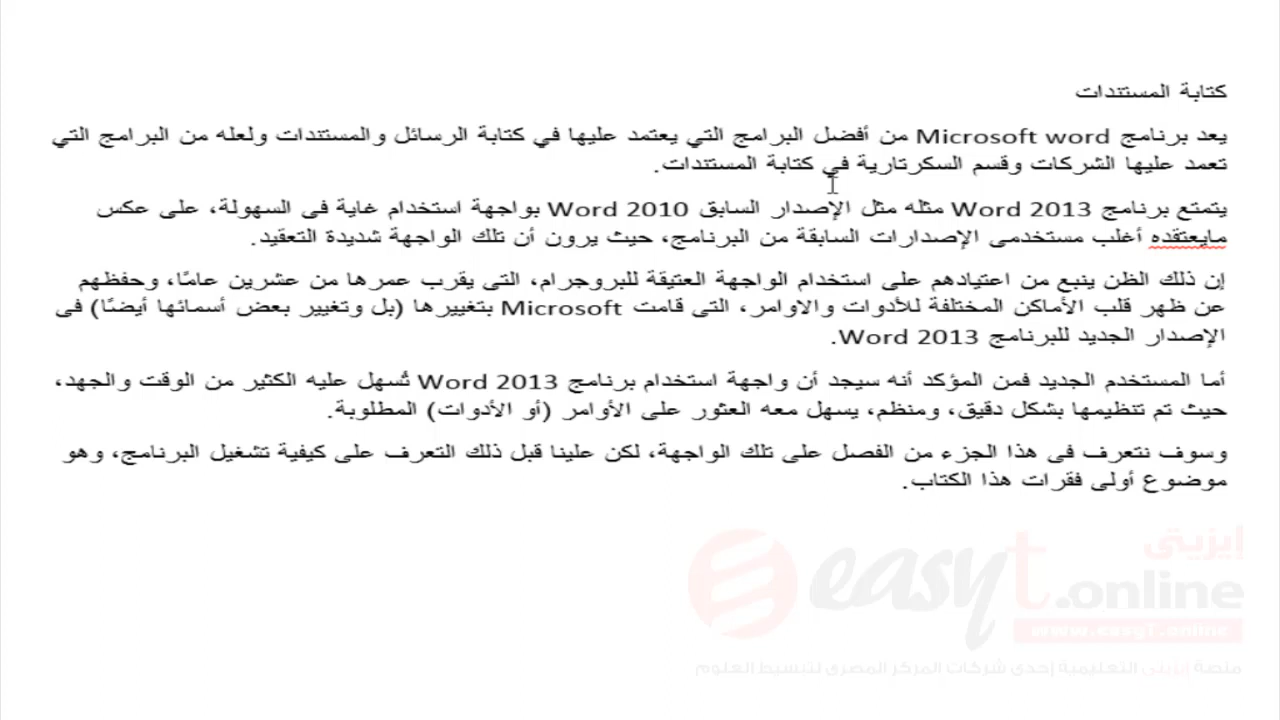 كتابة المستندات
يعد برنامج Microsoft word من أفضل البرامج التي يعتمد عليها في كتابة الرسائل والمستندات ولعله من البرامج التي
تعمد عليها الشركات وقسم السكرتارية في كتابة المستندات.
يتمتع برنامج Word 2013 مثله مثل الإصدار السابق Word 2010 بواجهة استخدام غاية فى السهولة، على عكس
مايعتقده أغلب مستخدمى الإصدارات السابقة من البرنامج، حيث يرون أن تلك الواجهة شديدة التعقيد.
إن ذلك الظن ينبع من اعتيادهم على استخدام الواجهة العتيقة للبروجرام، التى يقرب عمرها من عشرين عامًا، وحفظهم
عن ظهر قلب الأماكن المختلفة للأدوات والاوامر، التى قامت Microsoft بتغييرها (بل وتغيير بعض أسمائها أيضًا) فى
الإصدار الجديد للبرنامج Word 2013.
أما المستخدم الجديد فمن المؤكد أنه سيجد أن واجهة استخدام برنامج Word 2013 تُسهل عليه الكثير من الوقت والجهد،
حيث تم تنظيمها بشكل دقيق، ومنظم، يسهل معه العثور على الأوامر (أو الأدوات) المطلوبة.
وسوف نتعرف فى هذا الجزء من الفصل على تلك الواجهة، لكن علينا قبل ذلك التعرف على كيفية تشغيل البرنامج، وهو
موضوع أولى فقرات هذا الكتاب.
إيزيتى
easyt.online
www.easyT.online
منصة إيزيتى التعليمية إحدى شركات المركز المصرى لتبسيط العلوم